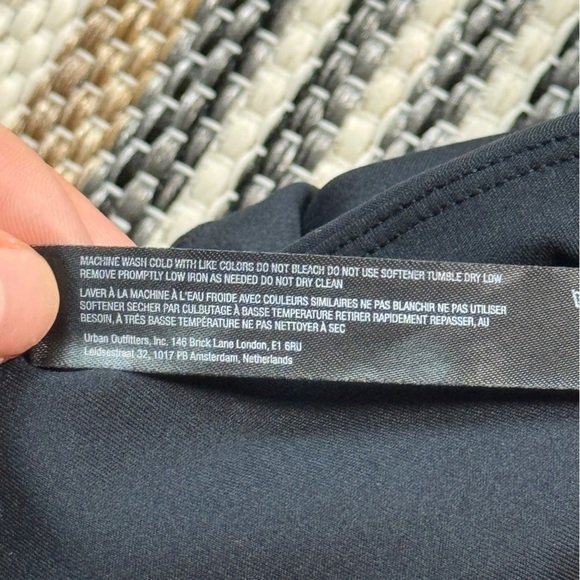 MACHINE WASH COLD WITH LIKE COLORS DO NOT BLEACH DO NOT USE SOFTENER TUMBLE DRY LOW
REMOVE PROMPTLY LOW IRON AS NEEDED DO NOT DRY CLEAN
LAVER À LA MACHINE À L'EAU FROIDE AVEC COULEURS SIMILAIRES NE PAS BLANCHIR NE PAS UTILISER
SOFTENER SECHER PAR CULBUTAGE À BASSE TEMPERATURE RETIRER RAPIDEMENT REPASSER, AU
BESOIN, À TRÈS BASSE TEMPÉRATURE NE PAS NETTOYER À SEC
Urban Outfitters, Inc. 146 Brick Lane London, E1 6RU
Leidsestraat 32, 1017 PB Amsterdam, Netherlands